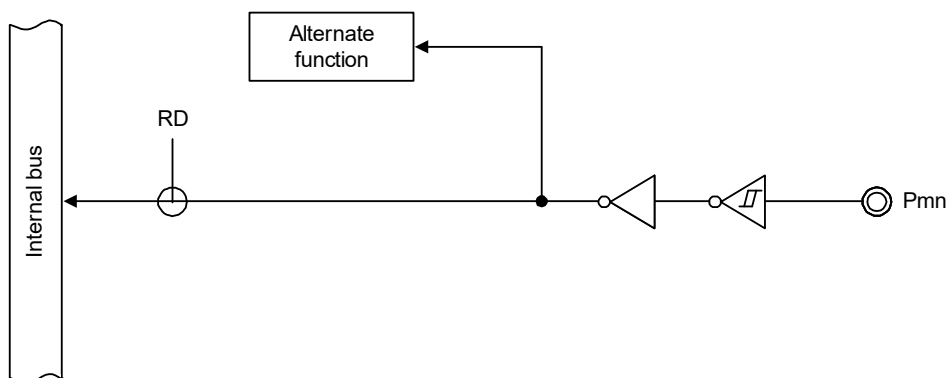 Alternate
function
RD
Internal bus
Pmn